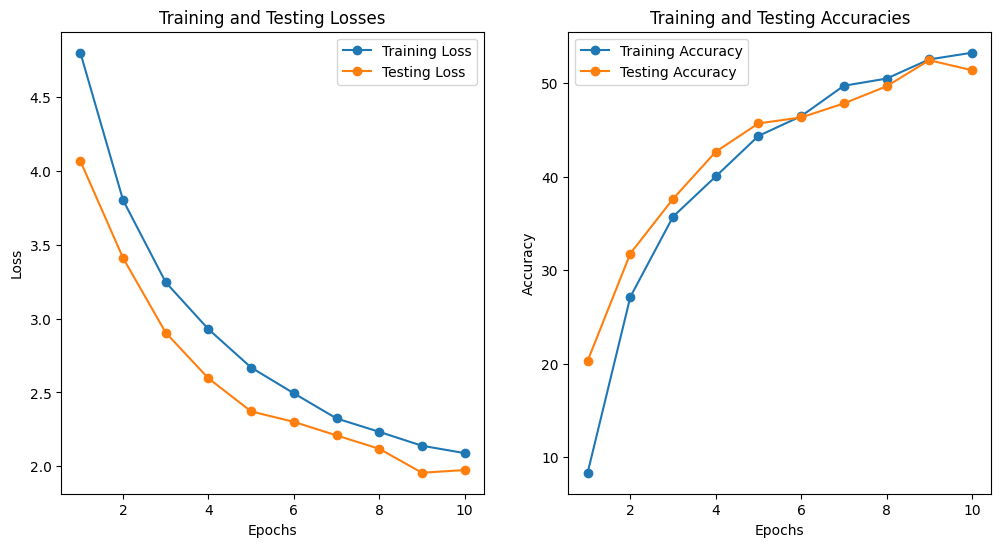 Training and Testing Losses
Training Loss
Testing Loss
4.5
4.0
3.5
3.0
2.5
2.0
Loss
2 4 6 8 10
Epochs
Training and Testing Accuracies
Training Accuracy
Testing Accuracy
50
40
30
20
10
Accuracy
2 4 6 8 10
Epochs